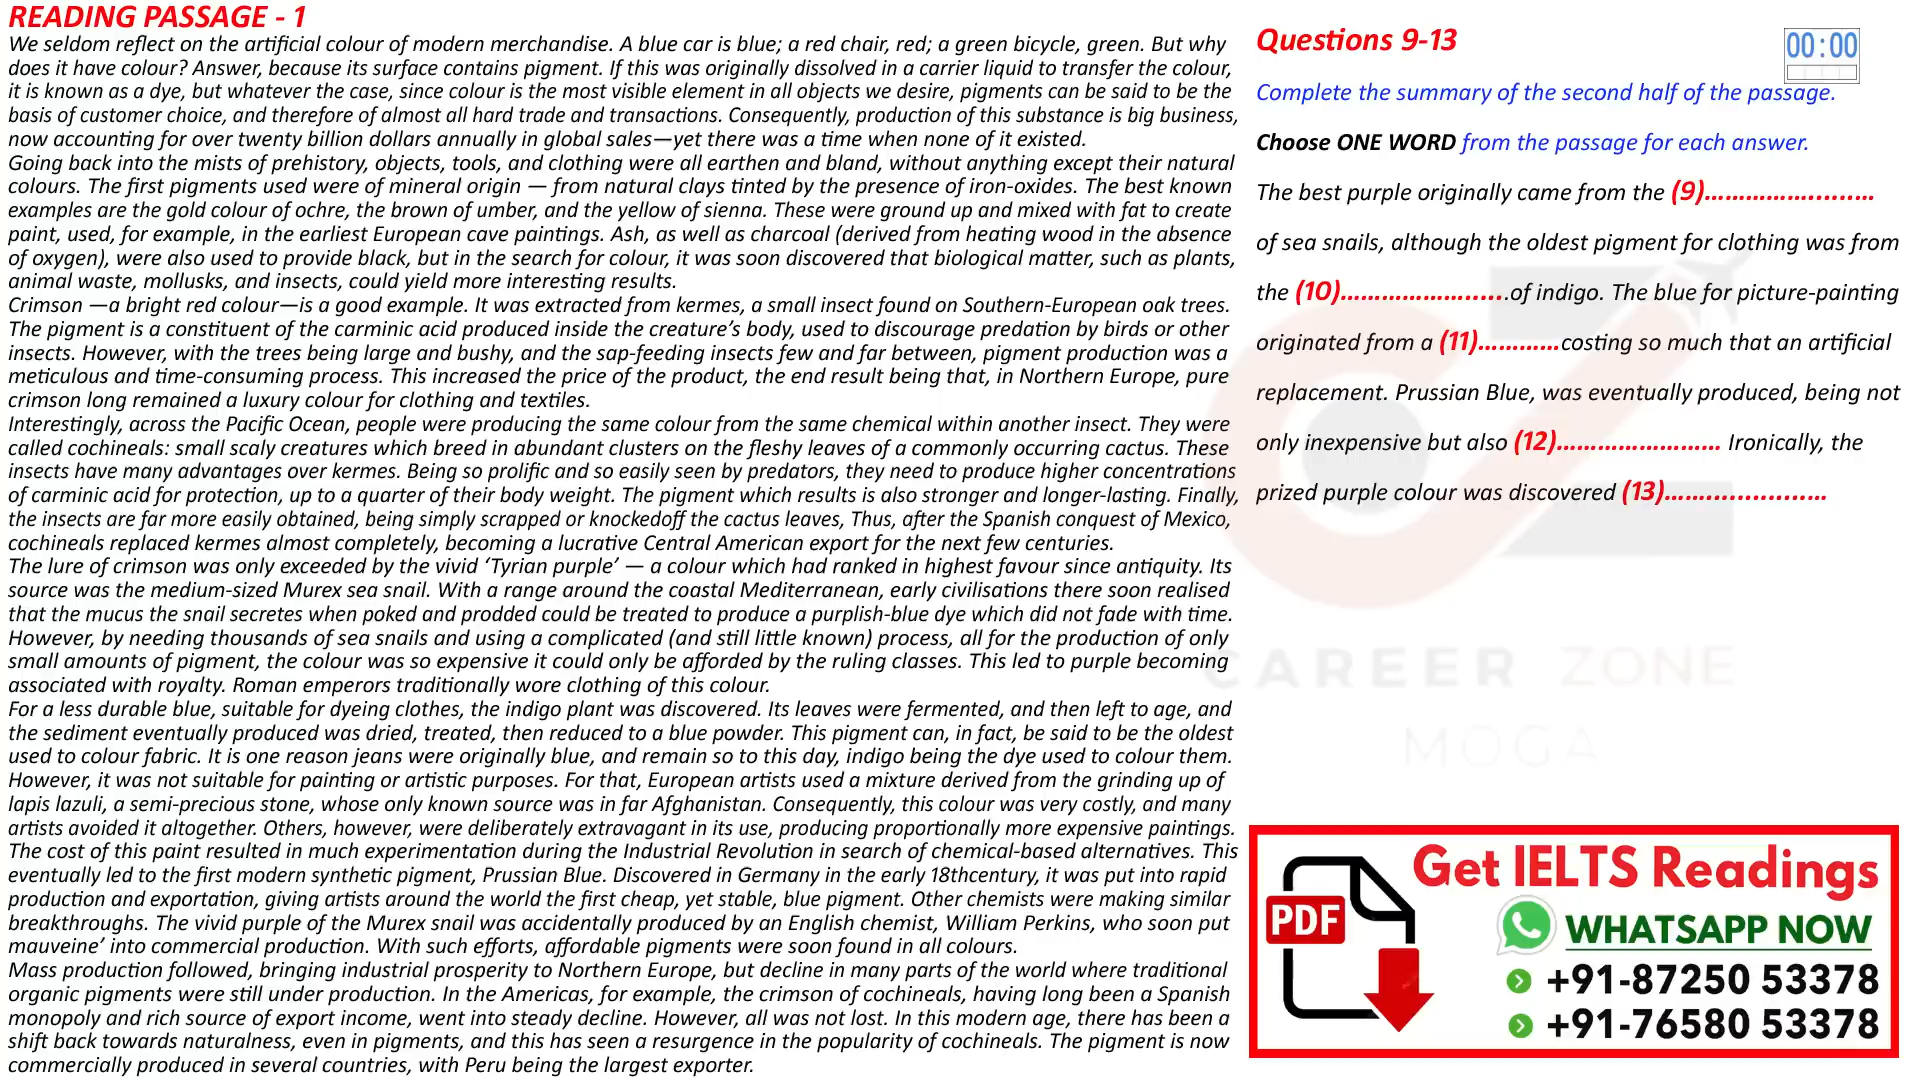 READING PASSAGE - 1
We seldom reflect on the artificial colour of modern merchandise. A blue car is blue; a red chair, red; a green bicycle, green. But why
does it have colour? Answer, because its surface contains pigment. If this was originally dissolved in a carrier liquid to transfer the colour,
it is known as a dye, but whatever the case, since colour is the most visible element in all objects we desire, pigments can be said to be the
basis of customer choice, and therefore of almost all hard trade and transactions. Consequently, production of this substance is big business,
now accounting for over twenty billion dollars annually in global sales—yet there was a time when none of it existed.
Going back into the mists of prehistory, objects, tools, and clothing were all earthen and bland, without anything except their natural
colours. The first pigments used were of mineral origin — from natural clays tinted by the presence of iron-oxides. The best known
examples are the gold colour of ochre, the brown of umber, and the yellow of sienna. These were ground up and mixed with fat to create
paint, used, for example, in the earliest European cave paintings. Ash, as well as charcoal (derived from heating wood in the absence
of oxygen), were also used to provide black, but in the search for colour, it was soon discovered that biological matter, such as plants,
animal waste, mollusks, and insects, could yield more interesting results.
Crimson —a bright red colour—is a good example. It was extracted from kermes, a small insect found on Southern-European oak trees.
The pigment is a constituent of the carminic acid produced inside the creature's body, used to discourage predation by birds or other
insects. However, with the trees being large and bushy, and the sap-feeding insects few and far between, pigment production was a
meticulous and time-consuming process. This increased the price of the product, the end result being that, in Northern Europe, pure
crimson long remained a luxury colour for clothing and textiles.
Interestingly, across the Pacific Ocean, people were producing the same colour from the same chemical within another insect. They were
called cochineals: small scaly creatures which breed in abundant clusters on the fleshy leaves of a commonly occurring cactus. These
insects have many advantages over kermes. Being so prolific and so easily seen by predators, they need to produce higher concentrations
of carminic acid for protection, up to a quarter of their body weight. The pigment which results is also stronger and longer-lasting. Finally,
the insects are far more easily obtained, being simply scrapped or knockedoff the cactus leaves, Thus, after the Spanish conquest of Mexico,
cochineals replaced kermes almost completely, becoming a lucrative Central American export for the next few centuries.
The lure of crimson was only exceeded by the vivid ‘Tyrian purple’ — a colour which had ranked in highest favour since antiquity. Its
source was the medium-sized Murex sea snail. With a range around the coastal Mediterranean, early civilisations there soon realised
that the mucus the snail secretes when poked and prodded could be treated to produce a purplish-blue dye which did not fade with time.
However, by needing thousands of sea snails and using a complicated (and still little known) process, all for the production of only
small amounts of pigment, the colour was so expensive it could only be afforded by the ruling classes. This led to purple becoming
associated with royalty. Roman emperors traditionally wore clothing of this colour.
For a less durable blue, suitable for dyeing clothes, the indigo plant was discovered. Its leaves were fermented, and then left to age, and
the sediment eventually produced was dried, treated, then reduced to a blue powder. This pigment can, in fact, be said to be the oldest
used to colour fabric. It is one reason jeans were originally blue, and remain so to this day, indigo being the dye used to colour them.
However, it was not suitable for painting or artistic purposes. For that, European artists used a mixture derived from the grinding up of
lapis lazuli, a semi-precious stone, whose only known source was in far Afghanistan. Consequently, this colour was very costly, and many
artists avoided it altogether. Others, however, were deliberately extravagant in its use, producing proportionally more expensive paintings.
The cost of this paint resulted in much experimentation during the Industrial Revolution in search of chemical-based alternatives. This
eventually led to the first modern synthetic pigment, Prussian Blue. Discovered in Germany in the early 18thcentury, it was put into rapid
production and exportation, giving artists around the world the first cheap, yet stable, blue pigment. Other chemists were making similar
breakthroughs. The vivid purple of the Murex snail was accidentally produced by an English chemist, William Perkins, who soon put
mauveine’ into commercial production. With such efforts, affordable pigments were soon found in all colours.
Mass production followed, bringing industrial prosperity to Northern Europe, but decline in many parts of the world where traditional
organic pigments were still under production. In the Americas, for example, the crimson of cochineals, having long been a Spanish
monopoly and rich source of export income, went into steady decline. However, all was not lost. In this modern age, there has been a
shift back towards naturalness, even in pigments, and this has seen a resurgence in the popularity of cochineals. The pigment is now
commercially produced in several countries, with Peru being the largest exporter.
Questions 9-13
00:00
Complete the summary of the second half of the passage.
Choose ONE WORD from the passage for each answer.
The best purple originally came from the (9)........................
of sea snails, although the oldest pigment for clothing was from
the (10)........................of indigo. The blue for picture-painting
originated from a (11)............costing so much that an artificial
replacement. Prussian Blue, was eventually produced, being not
only inexpensive but also (12)........................ Ironically, the
prized purple colour was discovered (13)........................
CAREER ZONE
MOGA
Get IELTS Readings
PDF
WHATSAPP NOW
+91-87250 53378
+91-76580 53378